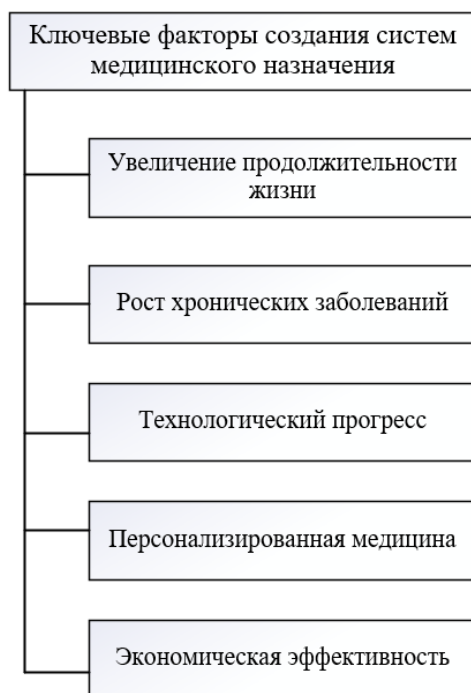 Ключевые факторы создания систем
медицинского назначения
Увеличение продолжительности
жизни
Рост хронических заболеваний
Технологический прогресс
Персонализированная медицина
Экономическая эффективность